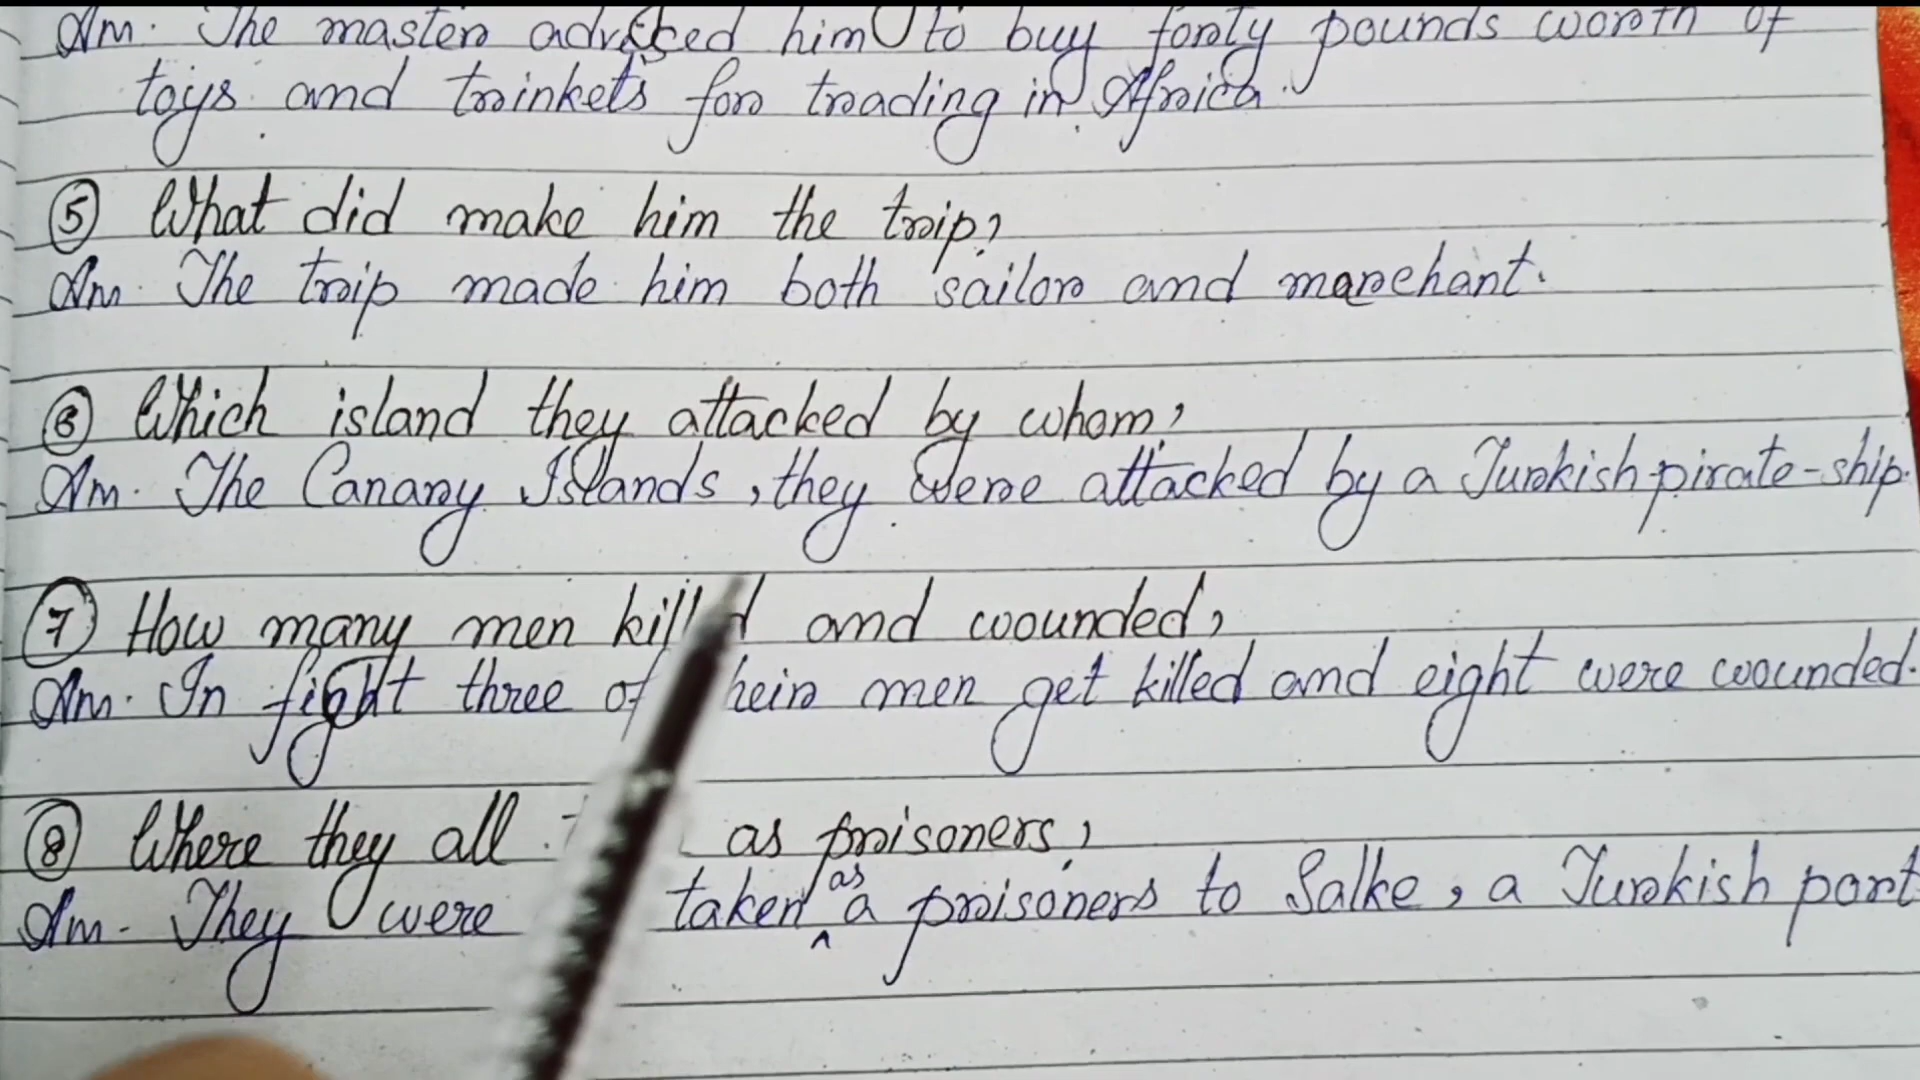 Ans. The master adviced him to buy forty pounds worth of
toys and trinkets for trading in Africa.
⑤ What did make him the trip?
Ans. The trip made him both sailor and marchant.
⑥ Which island they attacked by whom?
Ans. The Canary Islands, they were attacked by a Turkish pirate-ship.
⑦ How many men killed and wounded?
Ans. In fight three of their men get killed and eight were wounded.
⑧ Where they all as prisoners?
Ans. They were taken as a prisoners to Salke, a Turkish port